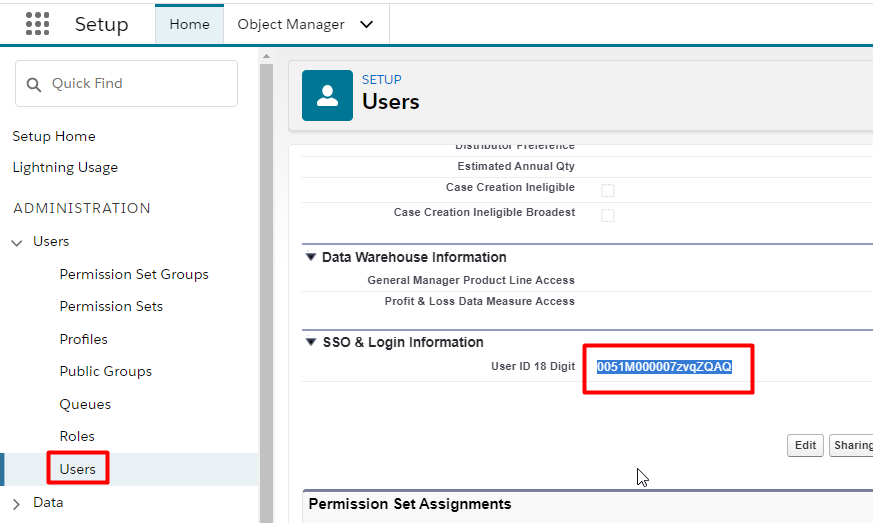 Setup
Home
Object Manager
Quick Find
Setup Home
Lightning Usage
ADMINISTRATION
Users
Permission Set Groups
Permission Sets
Profiles
Public Groups
Queues
Roles
Users
Data
SETUP
Users
Distributor Preference
Estimated Annual Qty
Case Creation Ineligible
Case Creation Ineligible Broadest
Data Warehouse Information
General Manager Product Line Access
Profit & Loss Data Measure Access
SSO & Login Information
User ID 18 Digit 0051M000007zvqZQAQ
Edit
Sharing
Permission Set Assignments